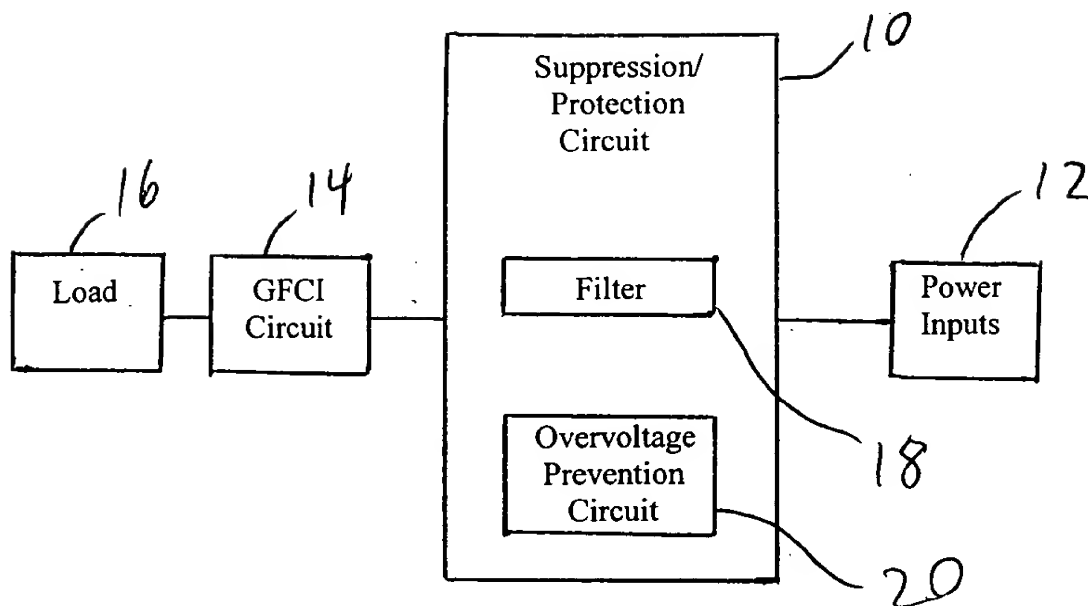 10
Suppression/
Protection
Circuit
16
14
12
Load
GFCI
Circuit
Filter
Power
Inputs
18
Overvoltage
Prevention
Circuit
20